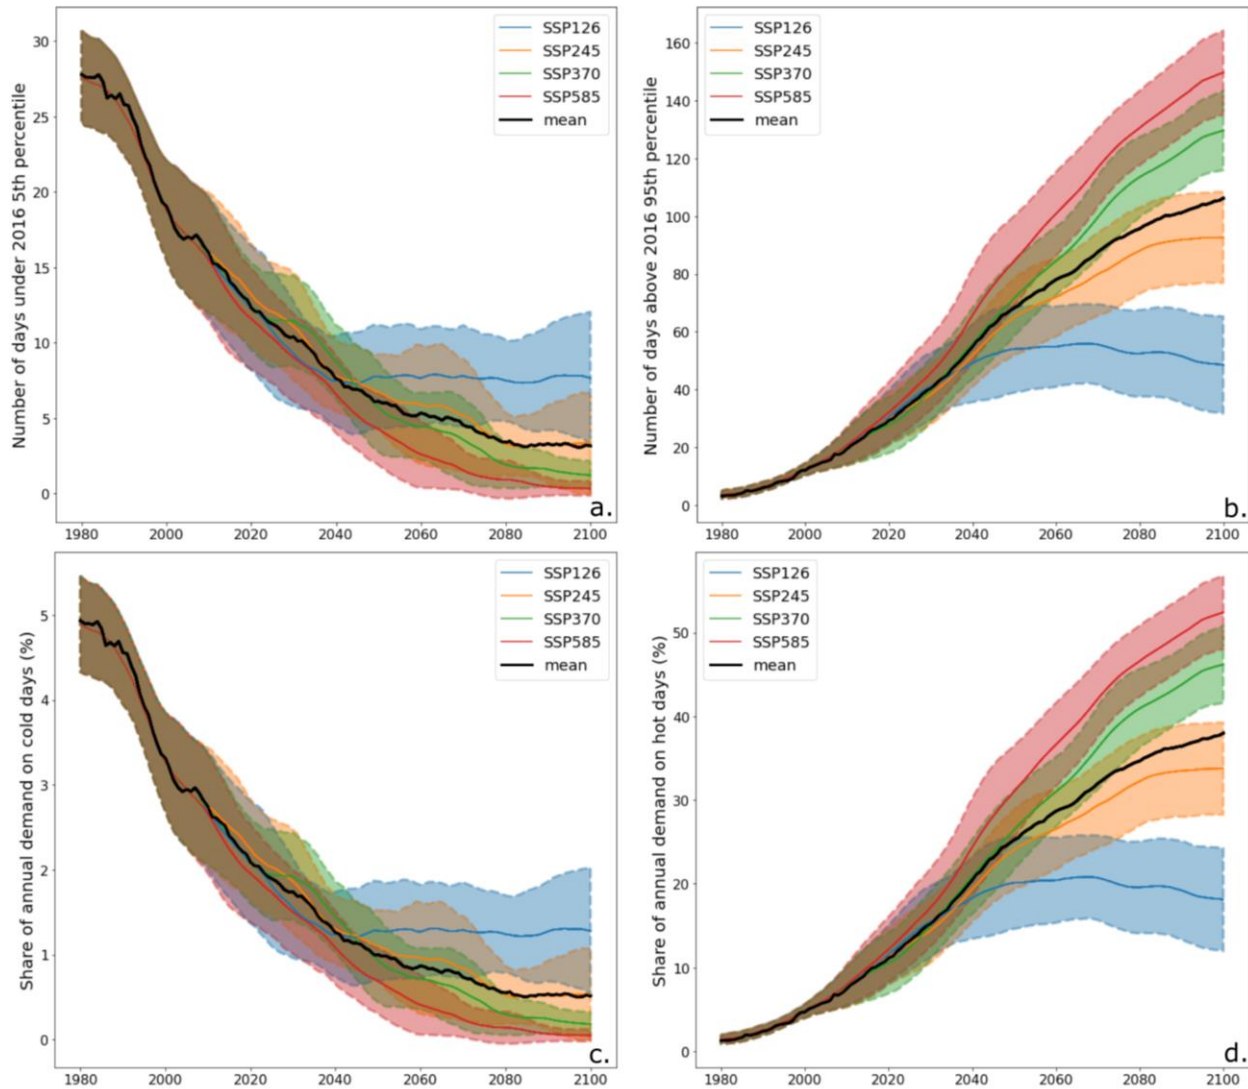 Number of days under 2016 5th percentile
30
25
20
15
10
5
0
SSP126
SSP245
SSP370
SSP585
mean
a.
1980 2000 2020 2040 2060 2080 2100
Number of days above 2016 95th percentile
160
140
120
100
80
60
40
20
0
SSP126
SSP245
SSP370
SSP585
mean
b.
1980 2000 2020 2040 2060 2080 2100
Share of annual demand on cold days (%)
5
4
3
2
1
0
SSP126
SSP245
SSP370
SSP585
mean
c.
1980 2000 2020 2040 2060 2080 2100
Share of annual demand on hot days (%)
50
40
30
20
10
0
SSP126
SSP245
SSP370
SSP585
mean
d.
1980 2000 2020 2040 2060 2080 2100